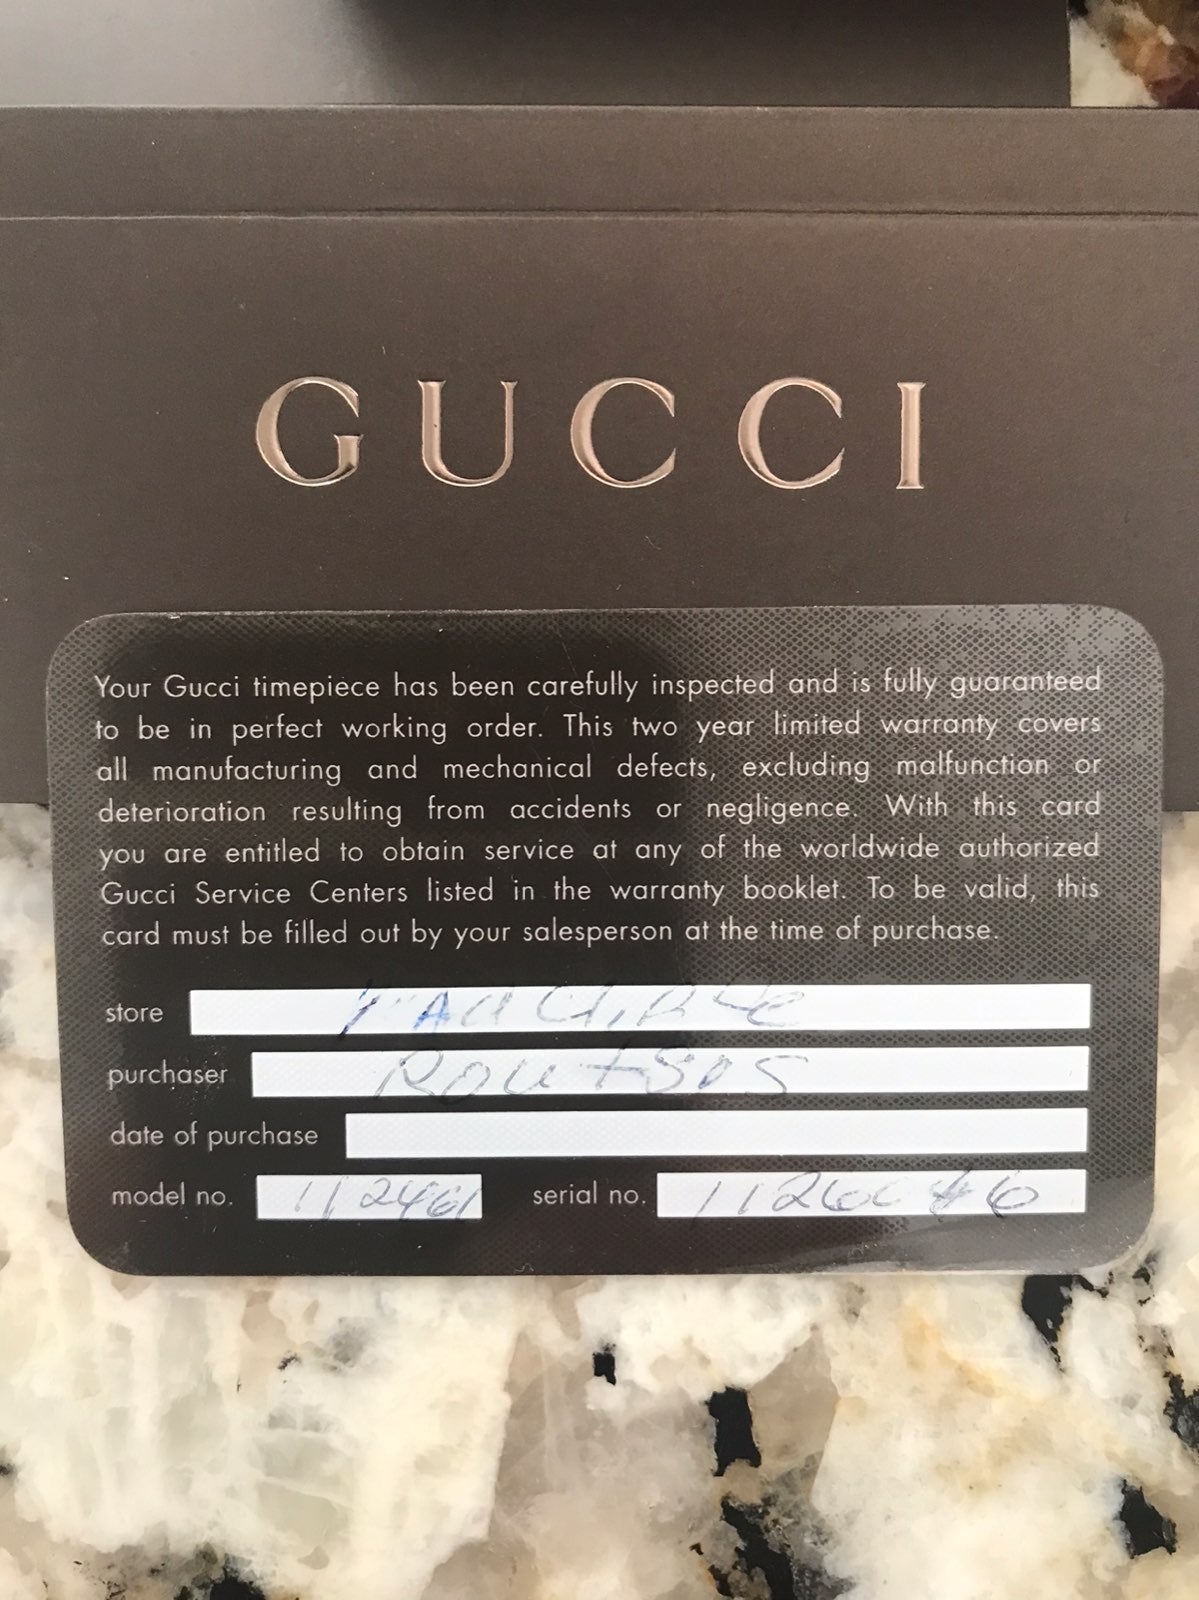 GUCCI
Your Gucci timepiece has been carefully inspected and is fully guaranteed
to be in perfect working order. This two year limited warranty covers
all manufacturing and mechanical defects, excluding malfunction or
deterioration resulting from accidents or negligence. With this card
you are entitled to obtain service at any of the worldwide authorized
Gucci Service Centers listed in the warranty booklet. To be valid, this
card must be filled out by your salesperson at the time of purchase.
store
purchaser Routsos
date of purchase
model no. serial no.